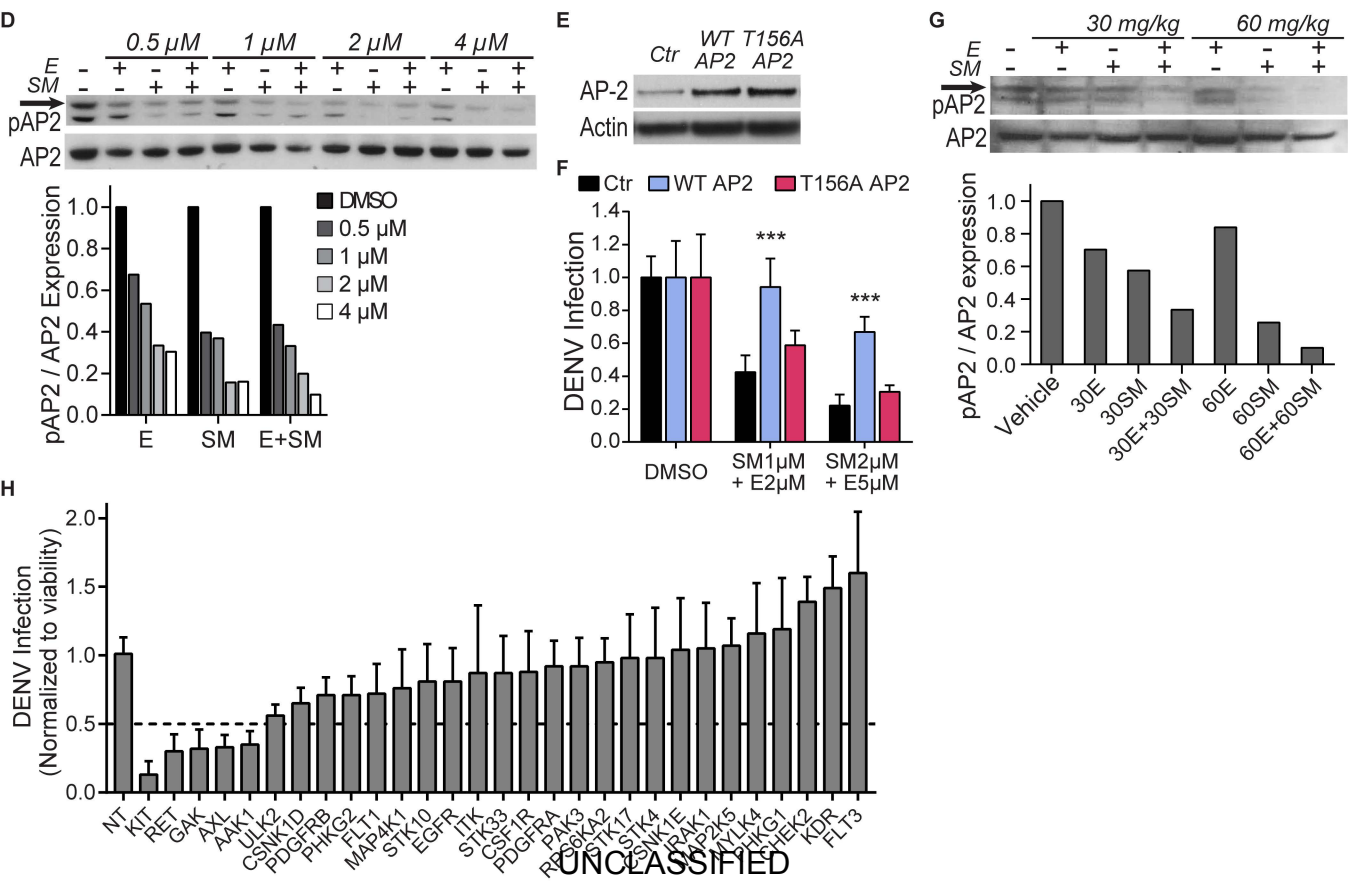 D
0.5 µM 1 µM 2 µM 4 µM
E - + - + + - + + - + + - +
SM - - + + - + + - + + - + +
pAP2
AP2
pAP2 / AP2 Expression
1.0
0.8
0.6
0.4
0.2
0.0
E SM E+SM
DMSO
0.5 µM
1 µM
2 µM
4 µM
E
Ctr WT AP2 T156A AP2
AP-2
Actin
F
Ctr WT AP2 T156A AP2
DENV Infection
1.4
1.2
1.0
0.8
0.6
0.4
0.2
0.0
*** ***
DMSO SM1µM + E2µM SM2µM + E5µM
G
30 mg/kg 60 mg/kg
E - + - + + - +
SM - - + + - + +
pAP2
AP2
pAP2 / AP2 expression
1.0
0.8
0.6
0.4
0.2
0.0
Vehicle 30E 30SM 30E+30SM 60E 60SM 60E+60SM
H
DENV Infection
(Normalized to viability)
2.0
1.5
1.0
0.5
0.0
NT KIT RET GAK AXL AAK1 ULK2 CSNK1D PDGFRB PHKG2 FLT1 MAP4K1 STK10 EGFR ITK STK33 CSF1R PDGFRA PAK3 RPS6KA2 STK17 STK4 CSNK1E IRAK1 MAP2K5 MYLK4 PHKG1 CHEK2 KDR FLT3
UNCLASSIFIED